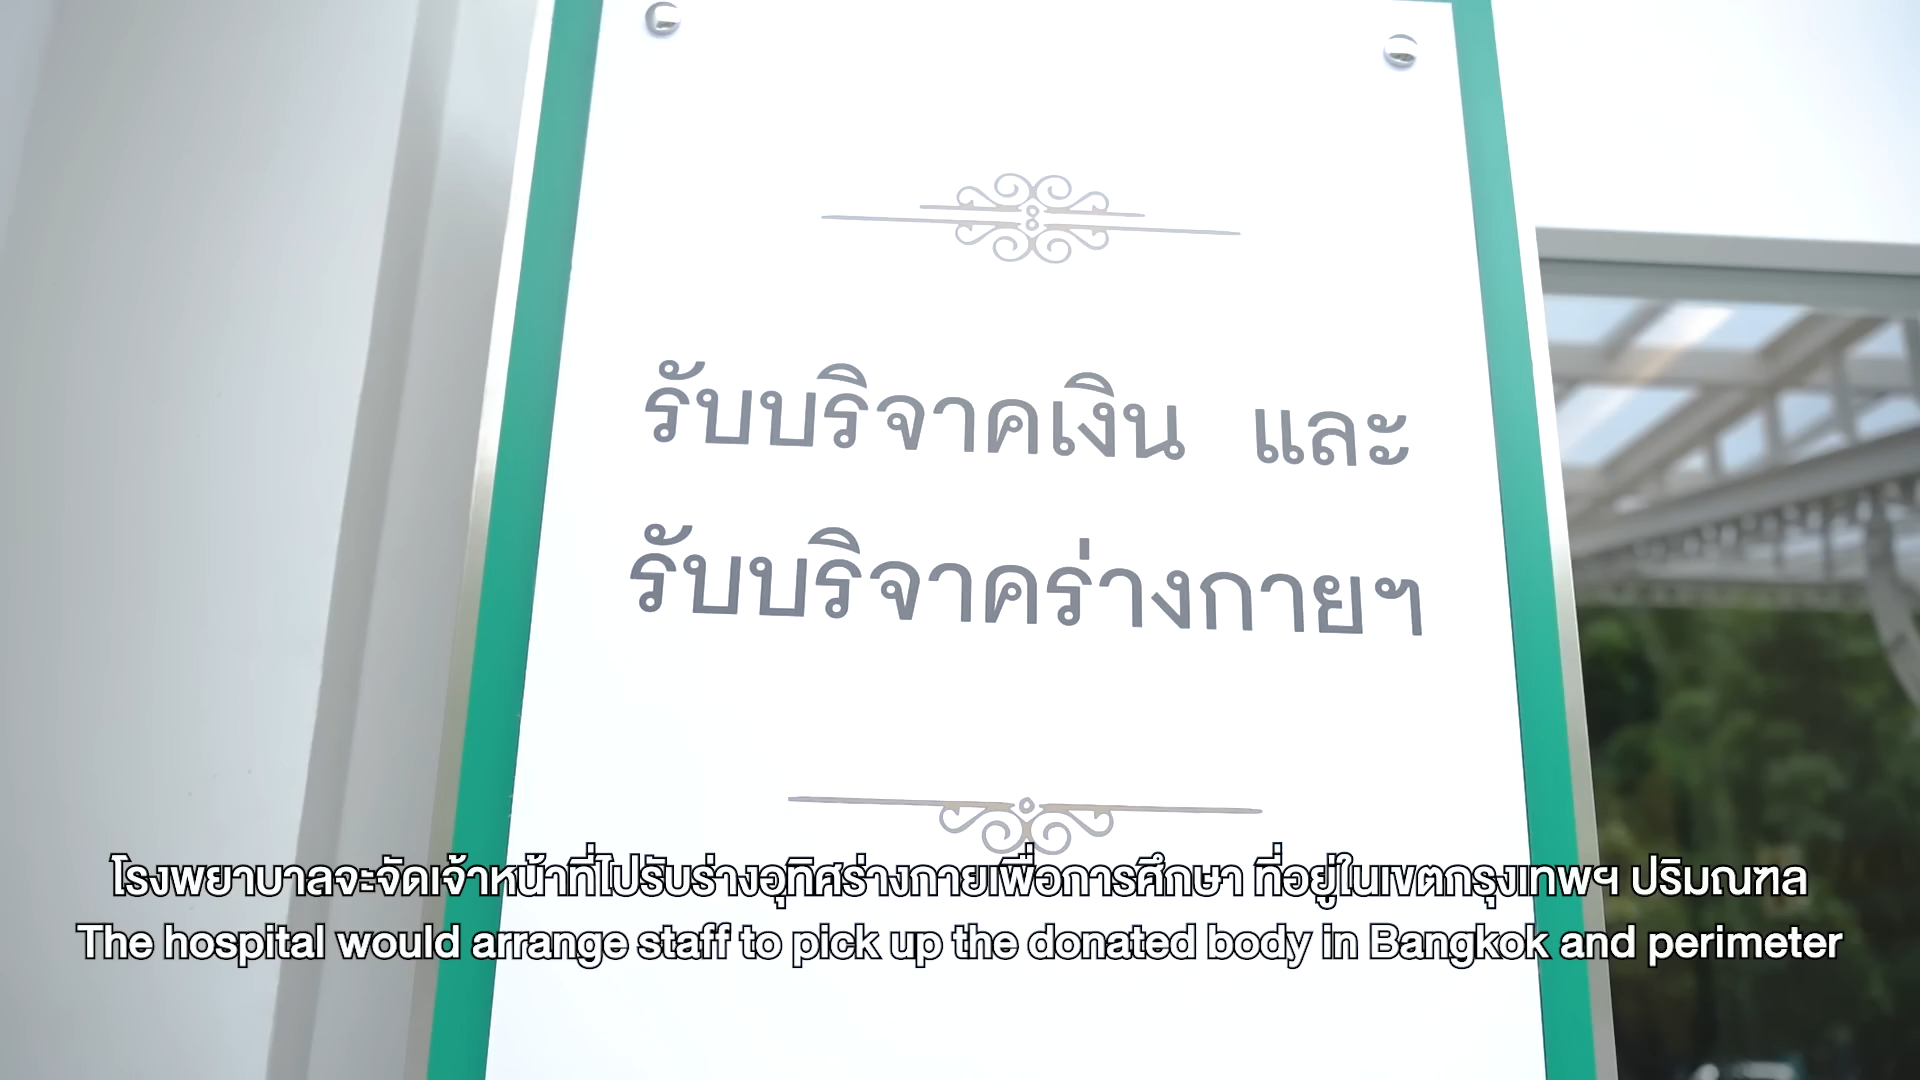 รับบริจาคเงิน และ
รับบริจาคร่างกายฯ
โรงพยาบาลจะจัดเจ้าหน้าที่ไปรับร่างอุทิศร่างกายเพื่อการศึกษา ที่อยู่ในเขตกรุงเทพฯ ปริมณฑล
The hospital would arrange staff to pick up the donated body in Bangkok and perimeter